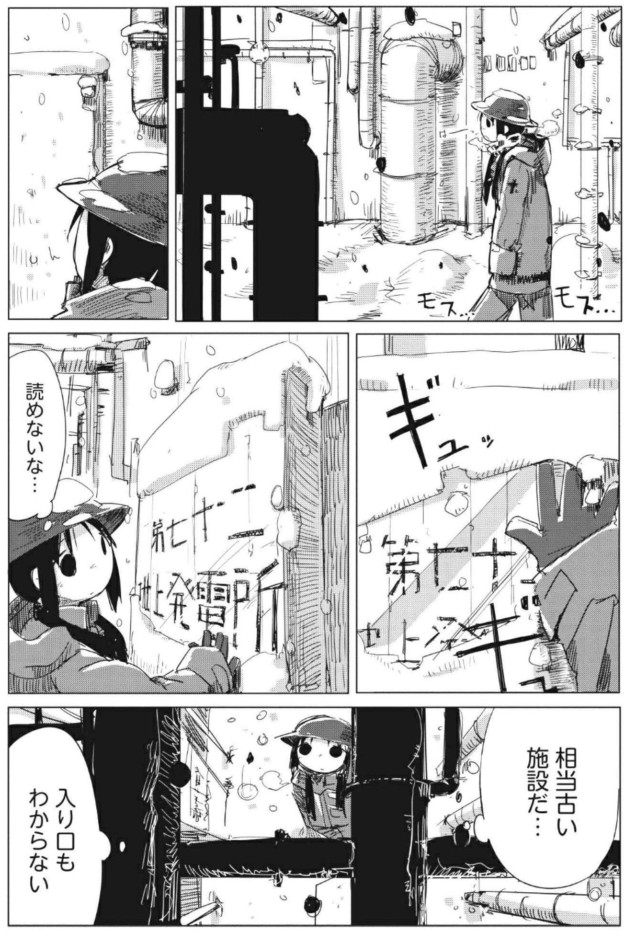 モス…
モス…
ギュッ
第七十
読めないな…
第七十二
地上発電所
相当古い
施設だ…
入り口も
わからない